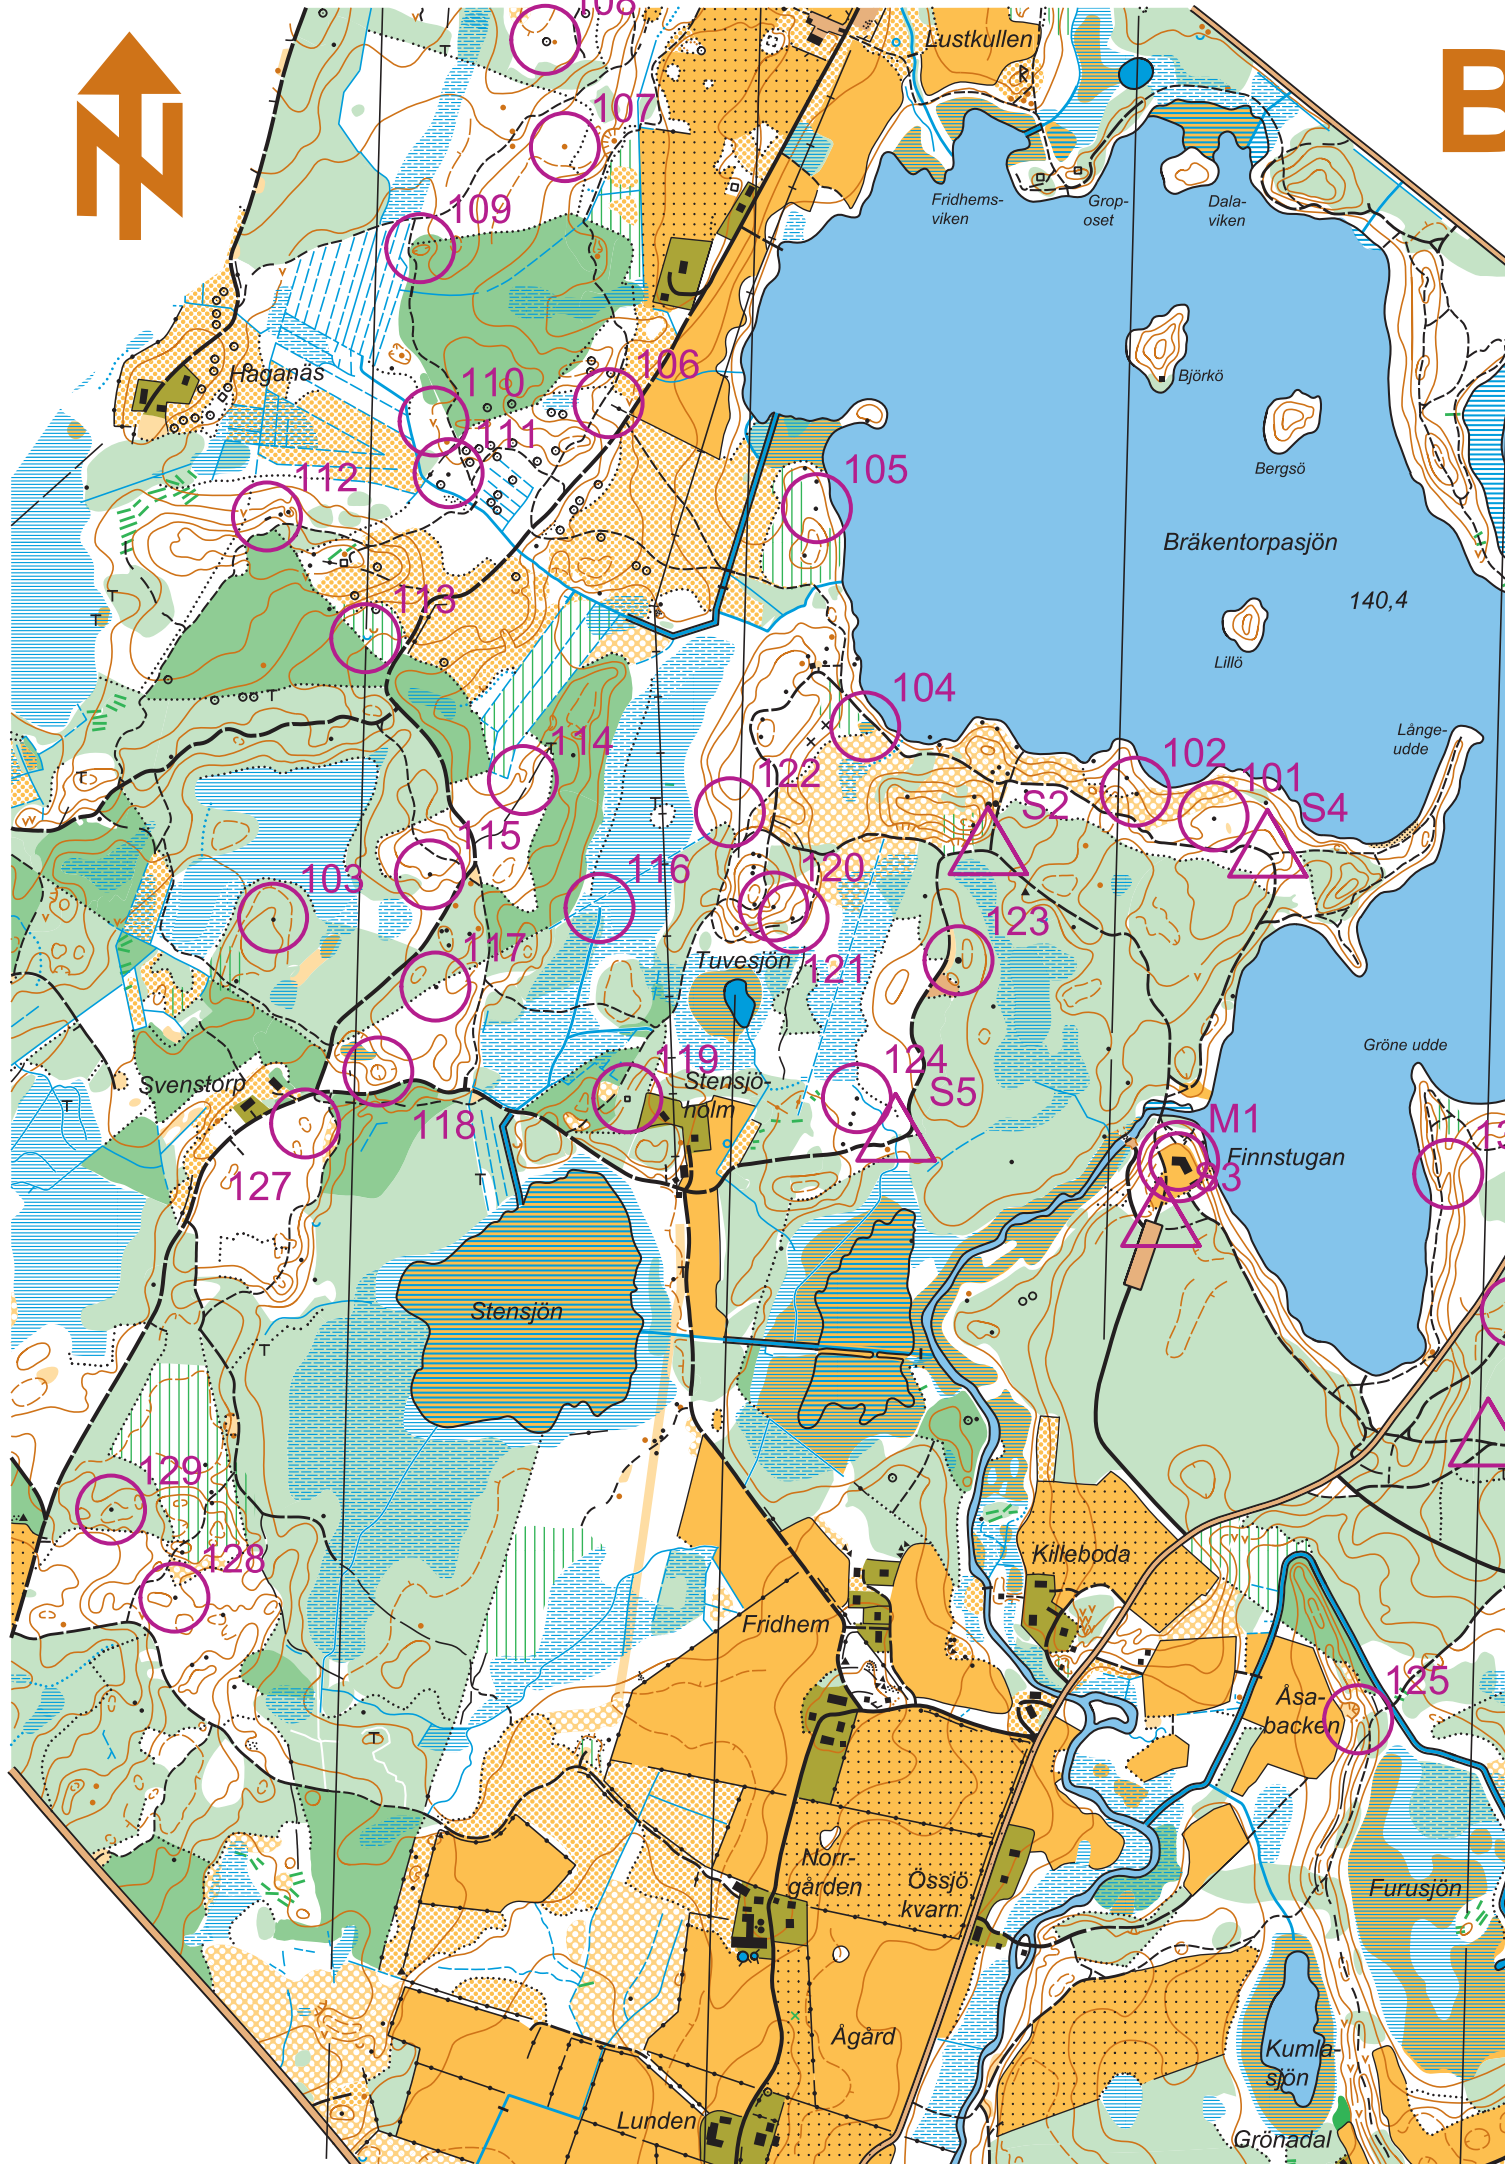 108
Lustkullen
B
107
Fridhems-
viken
Grop-
oset
Dala-
viken
109
Haganäs
106
110
Björkö
111
105
Bergsö
112
Bräkentorpasjön
140,4
113
Lillö
104
Långe-
udde
114
122
102
101
S2
S4
115
103
116
120
123
117
Tuvesjön
121
Gröne udde
119
124
Svenstorp
Stensjö-
holm
S5
118
M1
Finnstugan
127
S3
Stensjön
129
128
Killeboda
Fridhem
125
Åsa-
backen
Norr-
gården
Össjö
kvarn
Furusjön
Ågård
Kumla-
sjön
Lunden
Grönadal